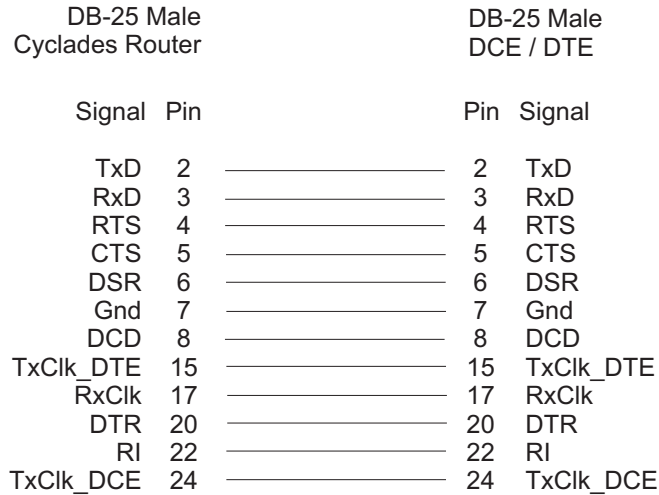 DB-25 Male DB-25 Male
Cyclades Router DCE / DTE
Signal Pin Pin Signal
TxD 2 2 TxD
RxD 3 3 RxD
RTS 4 4 RTS
CTS 5 5 CTS
DSR 6 6 DSR
Gnd 7 7 Gnd
DCD 8 8 DCD
TxClk_DTE 15 15 TxClk_DTE
RxClk 17 17 RxClk
DTR 20 20 DTR
RI 22 22 RI
TxClk_DCE 24 24 TxClk_DCE